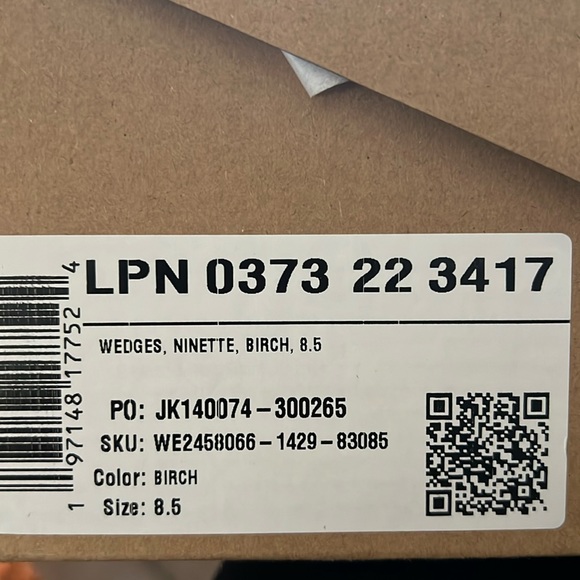 LPN 0373 22 3417
WEDGES, NINETTE, BIRCH, 8.5
PO: JK140074-300265
SKU: WE2458066-1429-83085
Color: BIRCH
Size: 8.5
1 97148 17752 4